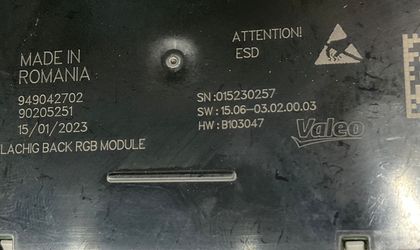 MADE IN
ROMANIA
949042702
90205251
15/01/2023
LACHIG BACK RGB MODULE
ATTENTION!
ESD
SN:015230257
SW:15.06-03.02.00.03
HW:B103047
Valeo